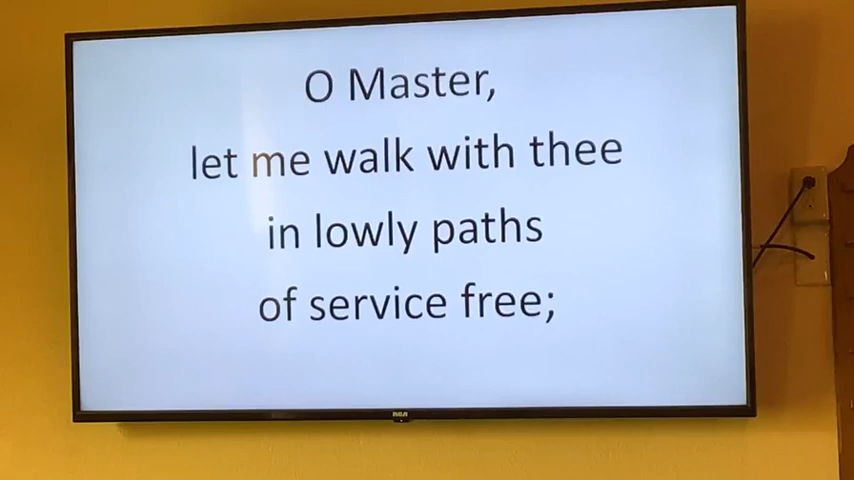 O Master,
let me walk with thee
in lowly paths
of service free;
RCA